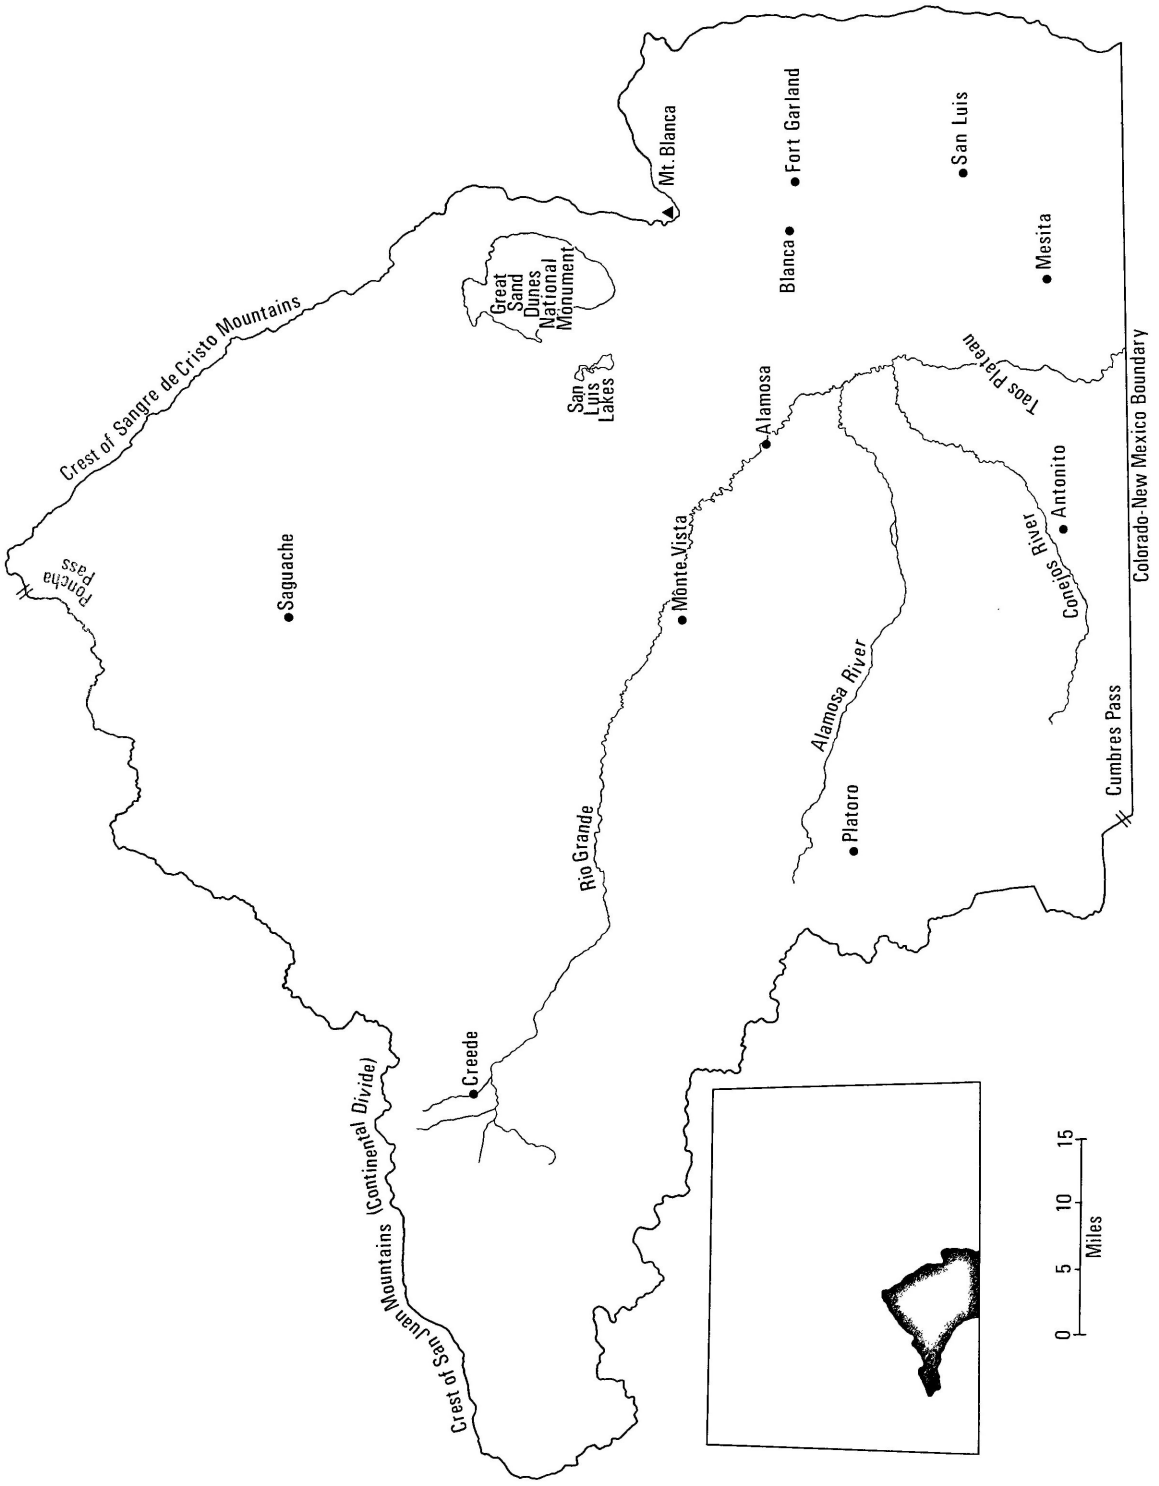 Crest of Sangre de Cristo Mountains
Poncha
Pass
Saguache
Great
Sand
Dunes
National
Monument
San
Luis
Lakes
Mt. Blanca
Blanca
Fort Garland
San Luis
Mesita
Alamosa
Monte Vista
Taos Plateau
Antonito
Conejos River
Alamosa River
Rio Grande
Platoro
Cumbres Pass
Colorado-New Mexico Boundary
Creede
Crest of San Juan Mountains (Continental Divide)
0 5 10 15
Miles